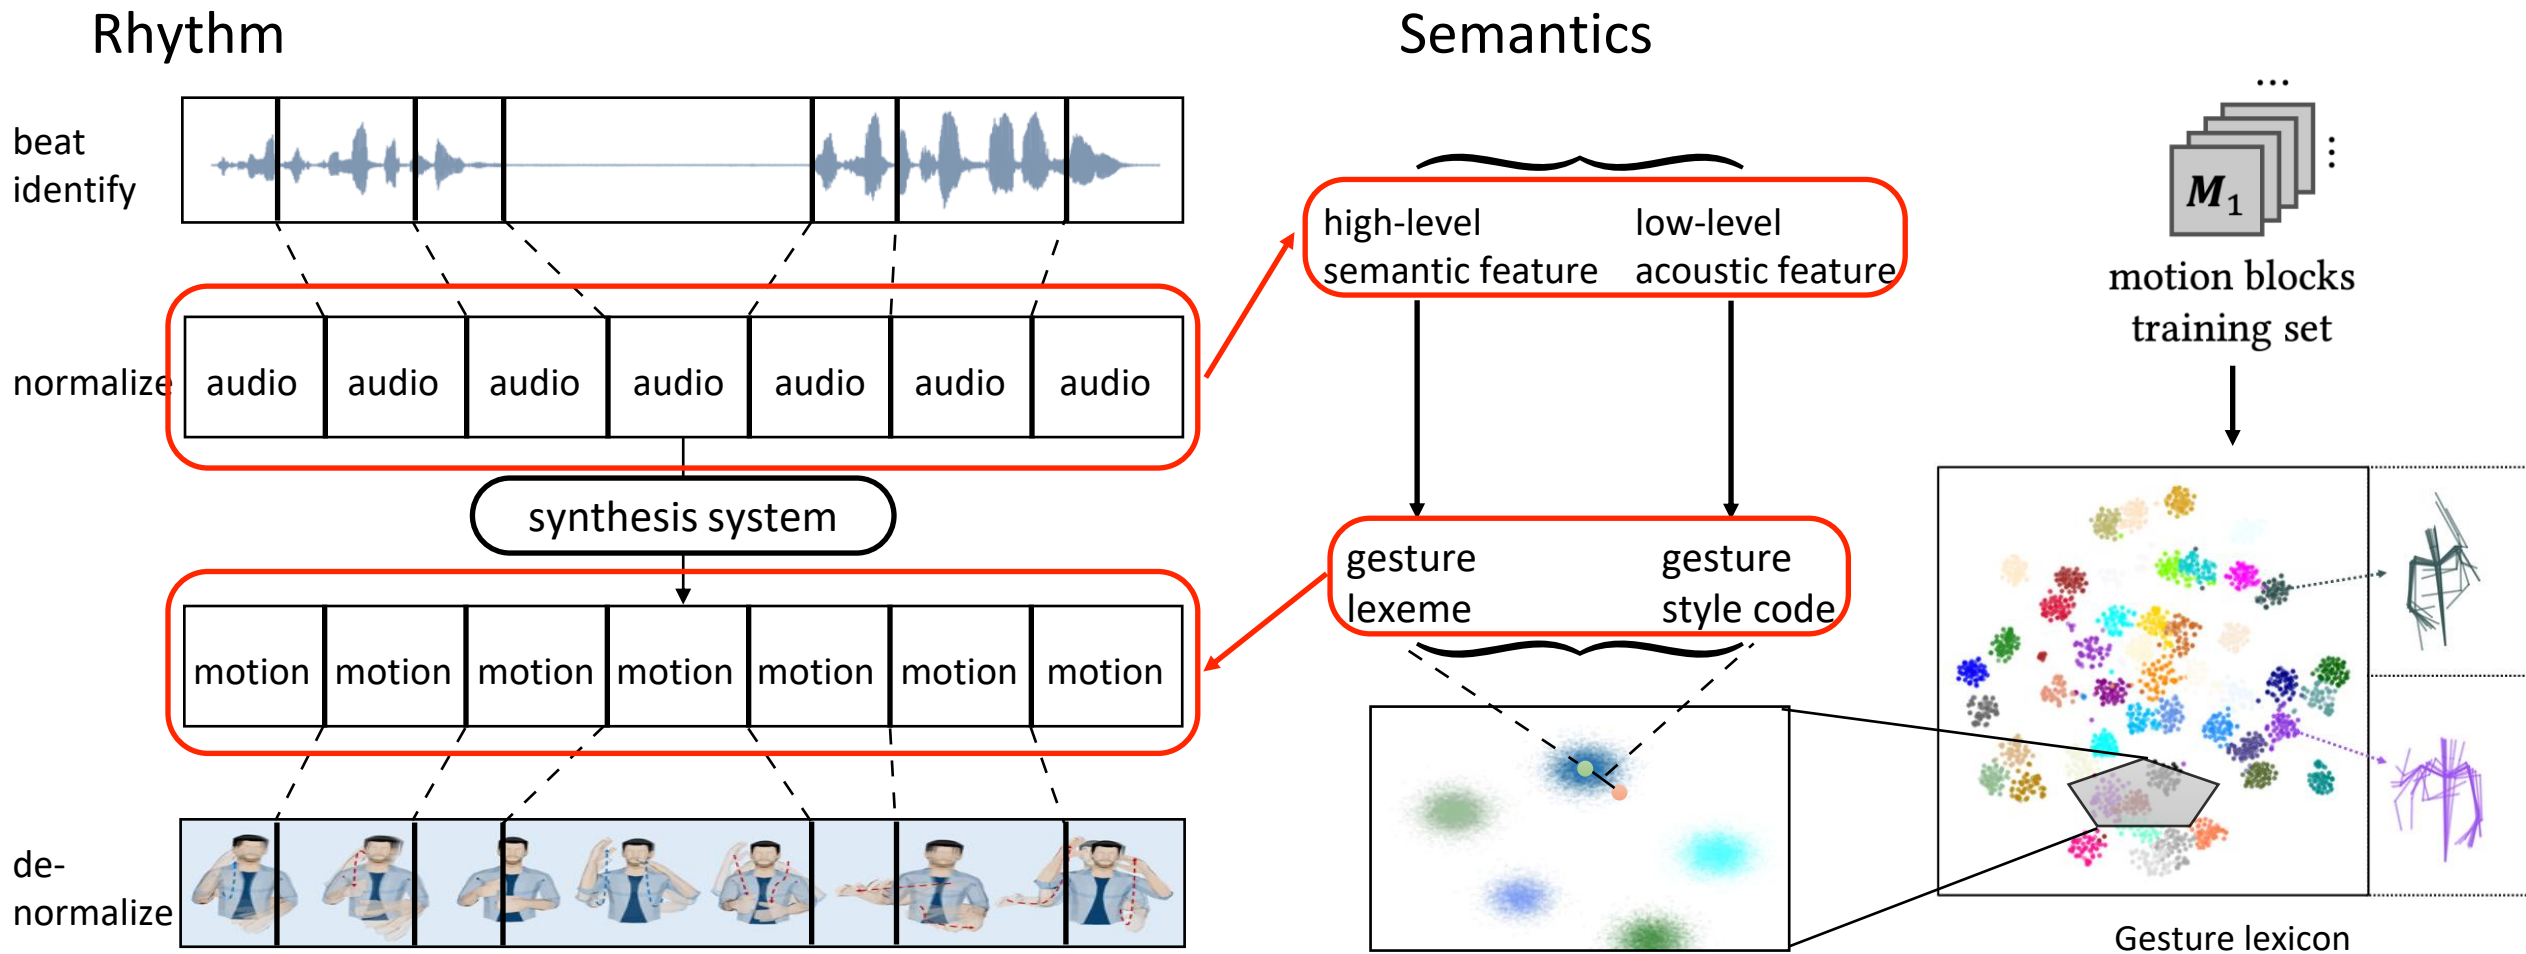 Rhythm
beat
identify
normalize
audio audio audio audio audio audio audio
synthesis system
motion motion motion motion motion motion motion
de-
normalize
Semantics
high-level
semantic feature
low-level
acoustic feature
gesture
lexeme
gesture
style code
...
...
M1
motion blocks
training set
Gesture lexicon